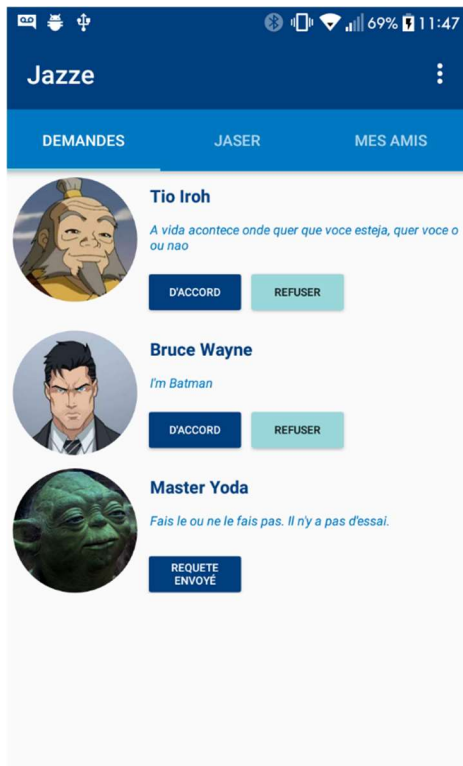 69% 11:47
Jazze
DEMANDES JASER MES AMIS
Tio Iroh
A vida acontece onde quer que voce esteja, quer voce o
ou nao
D'ACCORD REFUSER
Bruce Wayne
I'm Batman
D'ACCORD REFUSER
Master Yoda
Fais le ou ne le fais pas. Il n'y a pas d'essai.
REQUETE
ENVOYÉ